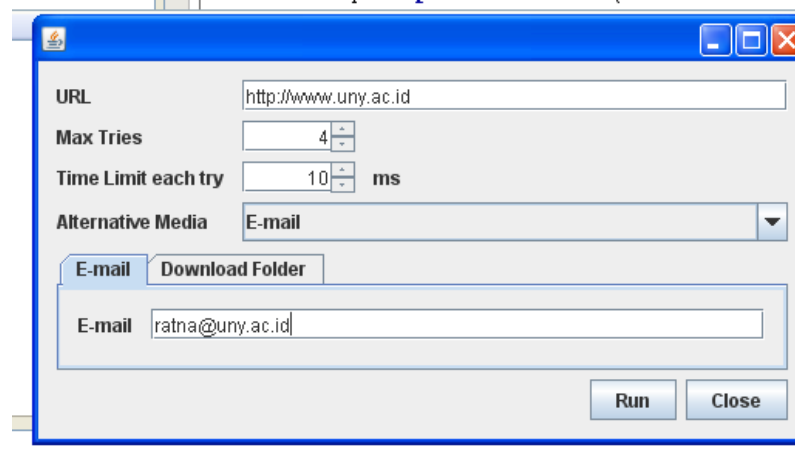 URL http://www.uny.ac.id
Max Tries 4
Time Limit each try 10 ms
Alternative Media E-mail
E-mail Download Folder
E-mail ratna@uny.ac.id
Run Close